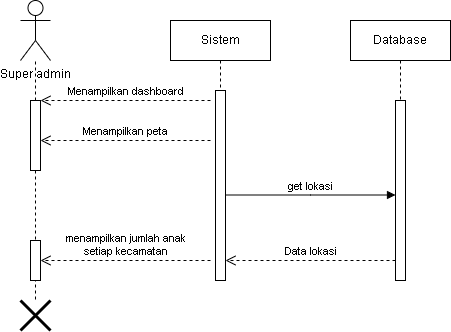 Sistem
Database
Super admin
Menampilkan dashboard
Menampilkan peta
get lokasi
menampilkan jumlah anak
setiap kecamatan
Data lokasi